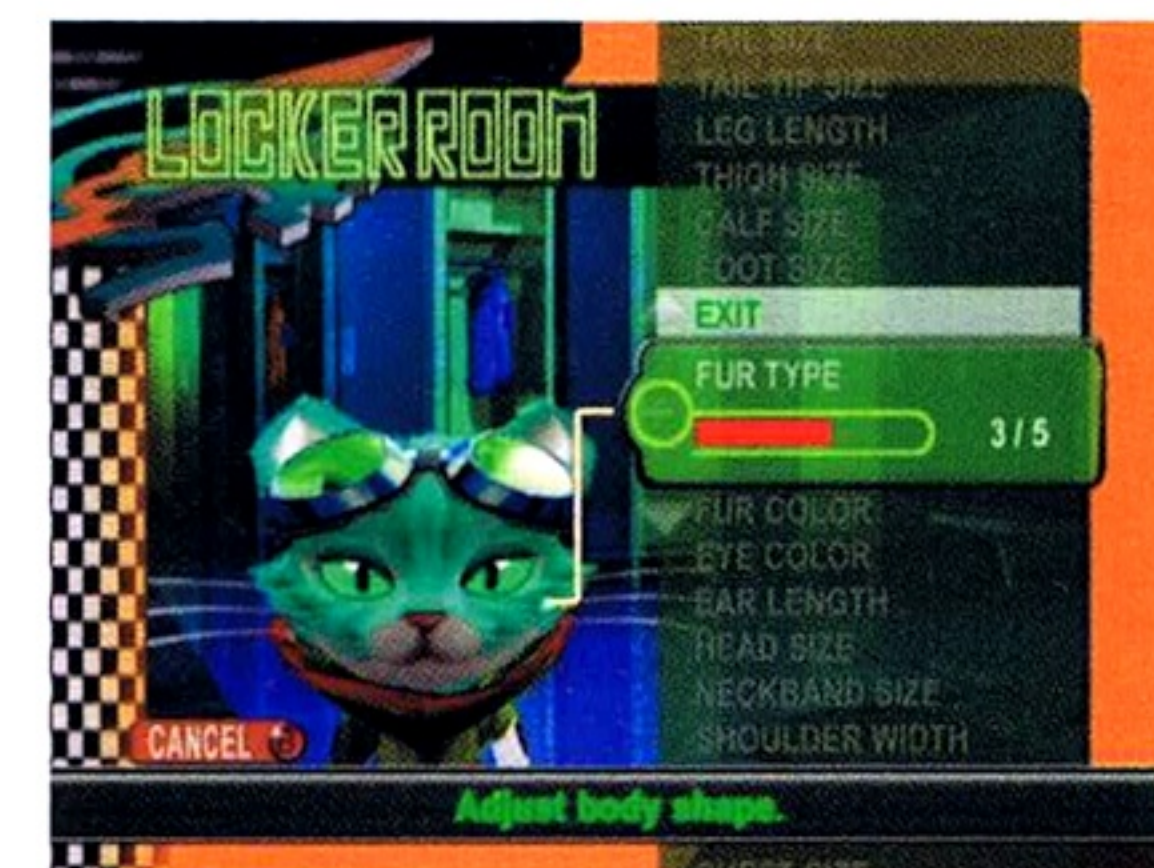 LOCKER ROOM
TAIL SIZE
TAIL TIP SIZE
LEG LENGTH
THIGH SIZE
CALF SIZE
FOOT SIZE
EXIT
FUR TYPE
3 / 5
FUR COLOR
EYE COLOR
EAR LENGTH
HEAD SIZE
NECKBAND SIZE
SHOULDER WIDTH
CANCEL
Adjust body shape.